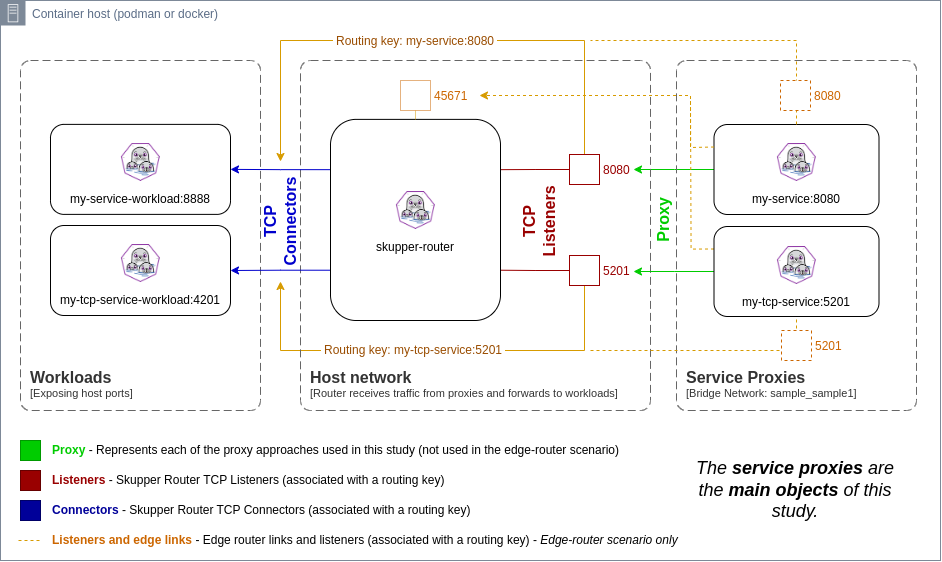 Container host (podman or docker)
Routing key: my-service:8080
45671
8080
my-service-workload:8888
my-tcp-service-workload:4201
TCP
Connectors
skupper-router
TCP
Listeners
8080
5201
Proxy
my-service:8080
my-tcp-service:5201
5201
Routing key: my-tcp-service:5201
Workloads
[Exposing host ports]
Host network
[Router receives traffic from proxies and forwards to workloads]
Service Proxies
[Bridge Network: sample_sample1]
Proxy - Represents each of the proxy approaches used in this study (not used in the edge-router scenario)
Listeners - Skupper Router TCP Listeners (associated with a routing key)
Connectors - Skupper Router TCP Connectors (associated with a routing key)
Listeners and edge links - Edge router links and listeners (associated with a routing key) - Edge-router scenario only
The service proxies are
the main objects of this
study.